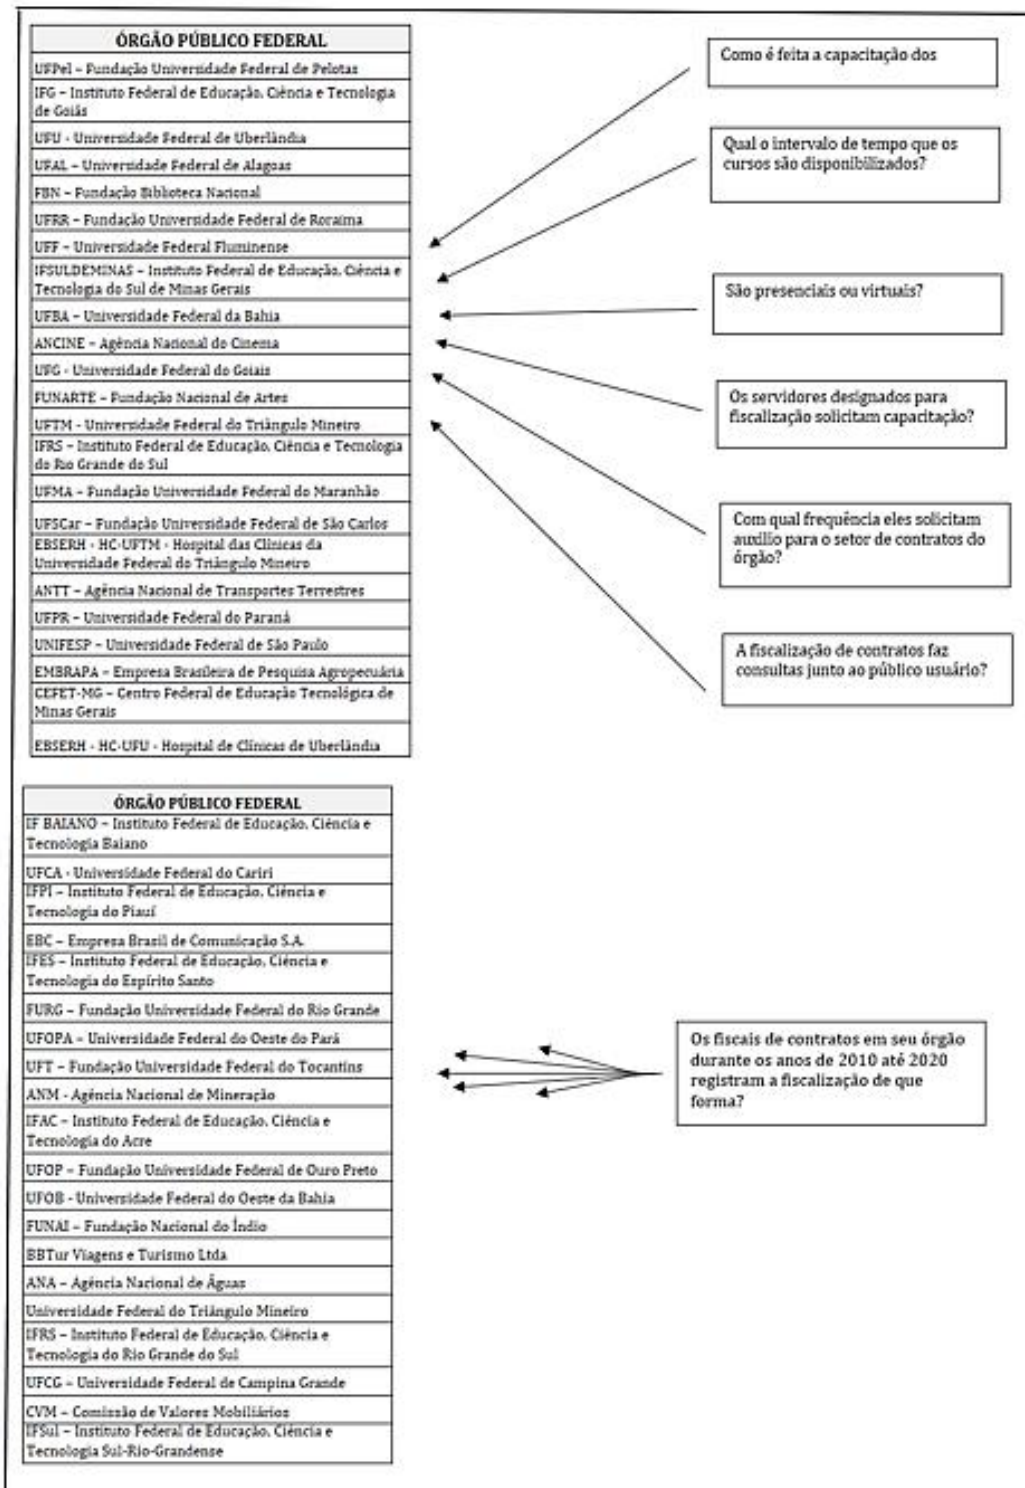 ÓRGÃO PÚBLICO FEDERAL
UFPel – Fundação Universidade Federal de Pelotas
IFG – Instituto Federal de Educação, Ciência e Tecnologia
de Goiás
UFU - Universidade Federal de Uberlândia
UFAL – Universidade Federal de Alagoas
FBN – Fundação Biblioteca Nacional
UFRR – Fundação Universidade Federal de Roraima
UFF – Universidade Federal Fluminense
IFSULDEMINAS – Instituto Federal de Educação, Ciência e
Tecnologia do Sul de Minas Gerais
UFBA – Universidade Federal da Bahia
ANCINE – Agência Nacional do Cinema
UFG - Universidade Federal do Goiais
FUNARTE – Fundação Nacional de Artes
UFTM - Universidade Federal do Triângulo Mineiro
IFRS – Instituto Federal de Educação, Ciência e Tecnologia
do Rio Grande do Sul
UFMA – Fundação Universidade Federal do Maranhão
UFSCar – Fundação Universidade Federal de São Carlos
EBSERH - HC-UFTM - Hospital das Clínicas da
Universidade Federal do Triângulo Mineiro
ANTT – Agência Nacional de Transportes Terrestres
UFPR – Universidade Federal do Paraná
UNIFESP – Universidade Federal de São Paulo
EMBRAPA – Empresa Brasileira de Pesquisa Agropecuária
CEFET-MG – Centro Federal de Educação Tecnológica de
Minas Gerais
EBSERH - HC-UFU - Hospital de Clínicas de Uberlândia
Como é feita a capacitação dos
Qual o intervalo de tempo que os
cursos são disponibilizados?
São presenciais ou virtuais?
Os servidores designados para
fiscalização solicitam capacitação?
Com qual frequência eles solicitam
auxilio para o setor de contratos do
órgão?
A fiscalização de contratos faz
consultas junto ao público usuário?
ÓRGÃO PÚBLICO FEDERAL
IF BAIANO – Instituto Federal de Educação, Ciência e
Tecnologia Baiano
UFCA - Universidade Federal do Cariri
IFPI – Instituto Federal de Educação, Ciência e
Tecnologia do Piauí
EBC – Empresa Brasil de Comunicação S.A.
IFES – Instituto Federal de Educação, Ciência e
Tecnologia do Espírito Santo
FURG – Fundação Universidade Federal do Rio Grande
UFOPA – Universidade Federal do Oeste do Pará
UFT – Fundação Universidade Federal do Tocantins
ANM - Agência Nacional de Mineração
IFAC – Instituto Federal de Educação, Ciência e
Tecnologia do Acre
UFOP – Fundação Universidade Federal de Ouro Preto
UFOB - Universidade Federal do Oeste da Bahia
FUNAI – Fundação Nacional do Índio
BBTur Viagens e Turismo Ltda
ANA – Agência Nacional de Águas
Universidade Federal do Triângulo Mineiro
IFRS – Instituto Federal de Educação, Ciência e
Tecnologia do Rio Grande do Sul
UFCG – Universidade Federal de Campina Grande
CVM – Comissão de Valores Mobiliários
IFSul – Instituto Federal de Educação, Ciência e
Tecnologia Sul-Rio-Grandense
Os fiscais de contratos em seu órgão
durante os anos de 2010 até 2020
registram a fiscalização de que
forma?